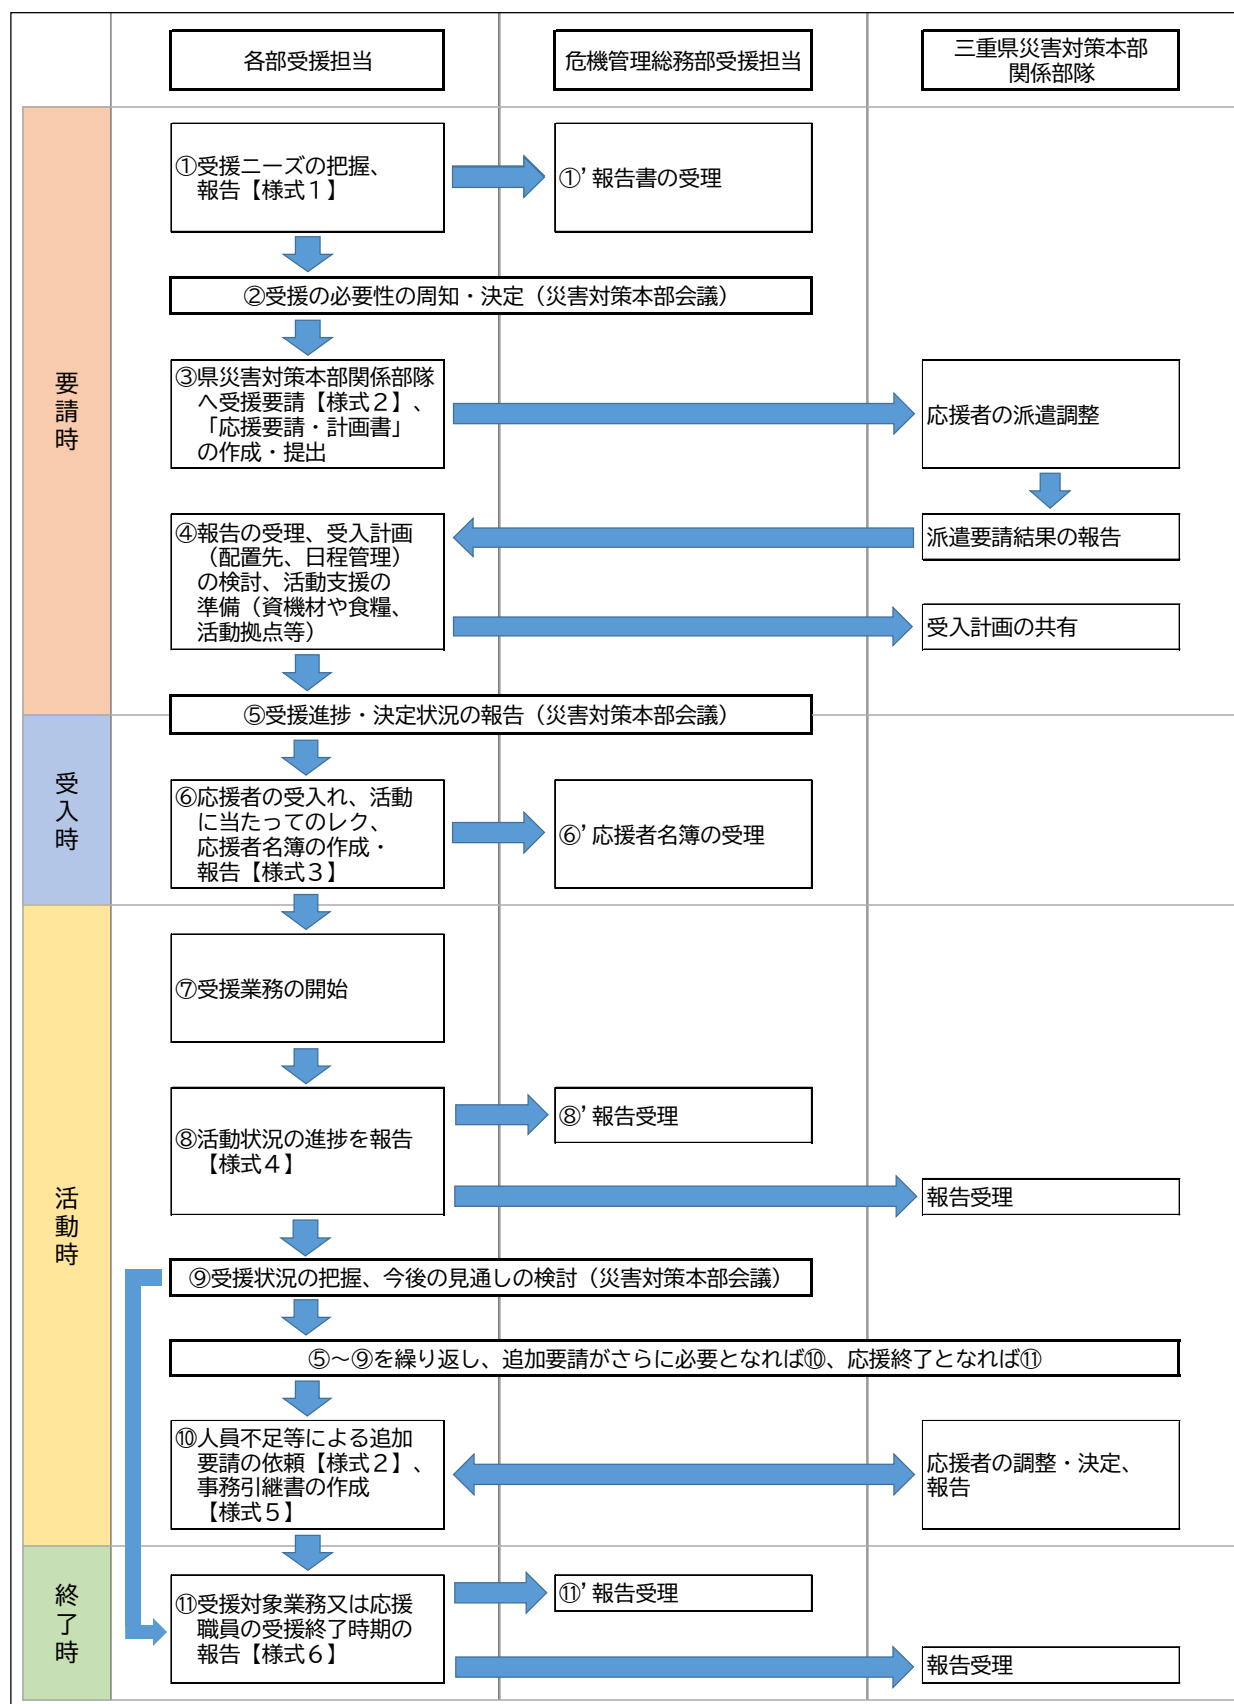 各部受援担当
危機管理総務部受援担当
三重県災害対策本部
関係部隊
要請時
①受援ニーズの把握、
報告【様式１】
①’報告書の受理
②受援の必要性の周知・決定（災害対策本部会議）
③県災害対策本部関係部隊
へ受援要請【様式２】、
「応援要請・計画書」
の作成・提出
応援者の派遣調整
派遣要請結果の報告
④報告の受理、受入計画
（配置先、日程管理）
の検討、活動支援の
準備（資機材や食糧、
活動拠点等）
受入計画の共有
⑤受援進捗・決定状況の報告（災害対策本部会議）
受入時
⑥応援者の受入れ、活動
に当たってのレク、
応援者名簿の作成・
報告【様式３】
⑥’応援者名簿の受理
活動時
⑦受援業務の開始
⑧活動状況の進捗を報告
【様式４】
⑧’報告受理
報告受理
⑨受援状況の把握、今後の見通しの検討（災害対策本部会議）
⑤～⑨を繰り返し、追加要請がさらに必要となれば⑩、応援終了となれば⑪
⑩人員不足等による追加
要請の依頼【様式２】、
事務引継書の作成
【様式５】
応援者の調整・決定、
報告
終了時
⑪受援対象業務又は応援
職員の受援終了時期の
報告【様式６】
⑪’報告受理
報告受理